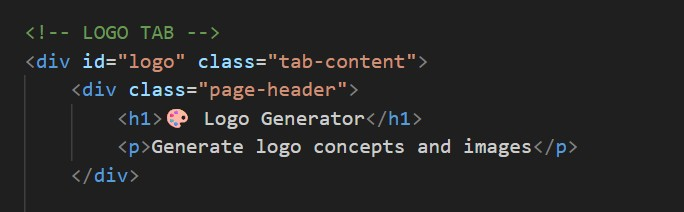 <!-- LOGO TAB -->
<div id="logo" class="tab-content">
<div class="page-header">
<h1>🎨 Logo Generator</h1>
<p>Generate logo concepts and images</p>
</div>